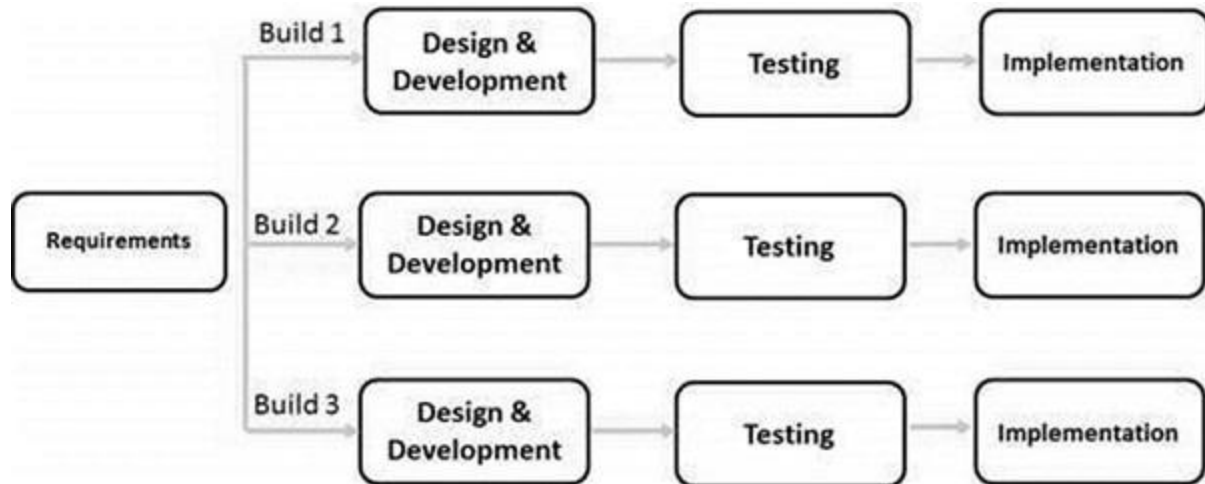 Build 1
Design &
Development
Testing
Implementation
Requirements
Build 2
Design &
Development
Testing
Implementation
Build 3
Design &
Development
Testing
Implementation